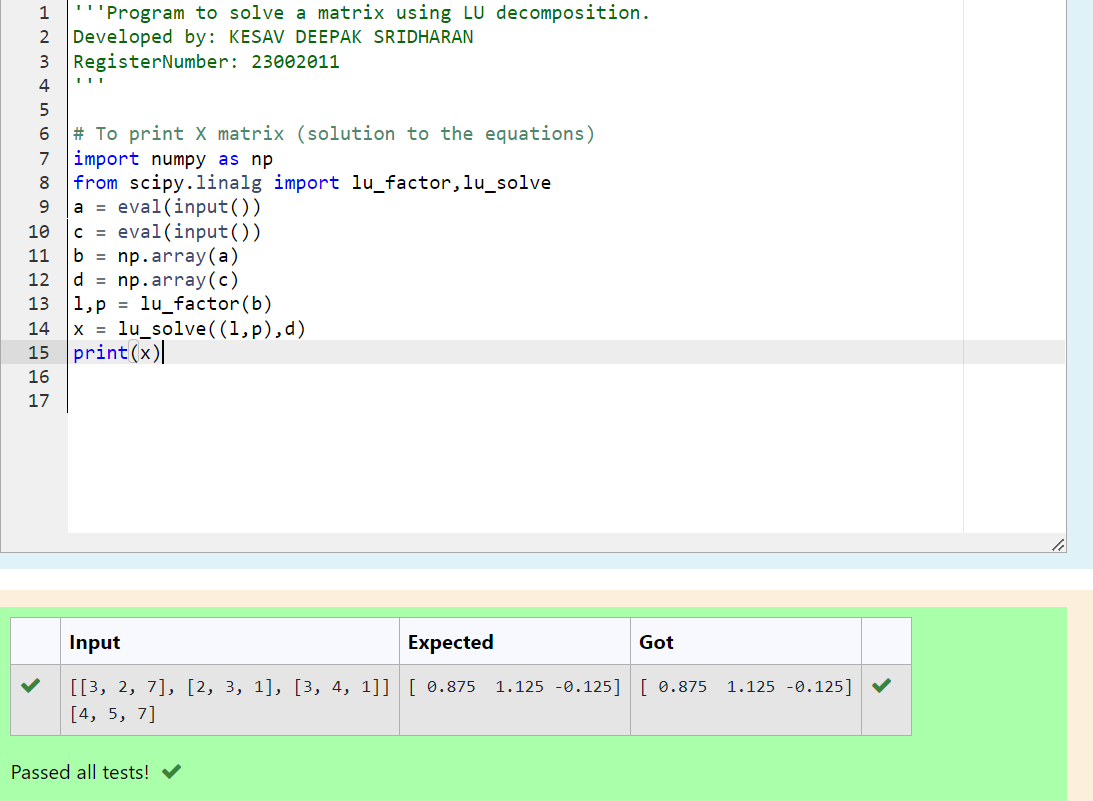 1 '''Program to solve a matrix using LU decomposition.
2 Developed by: KESAV DEEPAK SRIDHARAN
3 RegisterNumber: 23002011
4 '''
5
6 # To print X matrix (solution to the equations)
7 import numpy as np
8 from scipy.linalg import lu_factor,lu_solve
9 a = eval(input())
10 c = eval(input())
11 b = np.array(a)
12 d = np.array(c)
13 l,p = lu_factor(b)
14 x = lu_solve((l,p),d)
15 print(x)
16
17
Input Expected Got
[[3, 2, 7], [2, 3, 1], [3, 4, 1]] [ 0.875  1.125 -0.125] [ 0.875  1.125 -0.125]
[4, 5, 7]
Passed all tests!